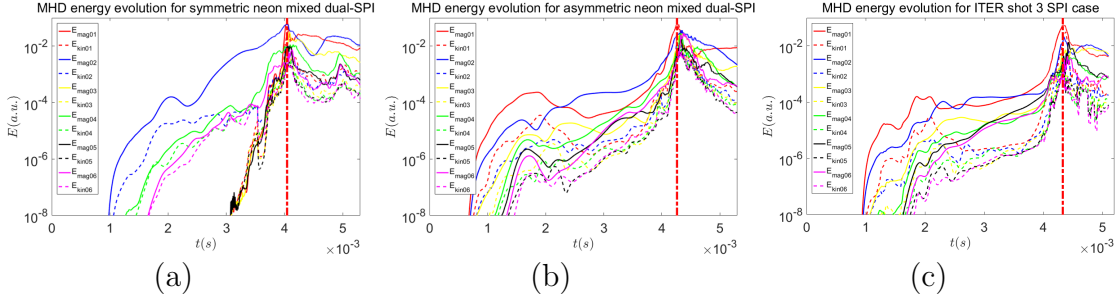 MHD energy evolution for symmetric neon mixed dual-SPI
E(a.u.)
10^-2
10^-4
10^-6
10^-8
E_mag01
E_kin01
E_mag02
E_kin02
E_mag03
E_kin03
E_mag04
E_kin04
E_mag05
E_kin05
E_mag06
E_kin06
0 1 2 3 4 5
t(s)
×10^-3
(a)
MHD energy evolution for asymmetric neon mixed dual-SPI
E(a.u.)
10^-2
10^-4
10^-6
10^-8
E_mag01
E_kin01
E_mag02
E_kin02
E_mag03
E_kin03
E_mag04
E_kin04
E_mag05
E_kin05
E_mag06
E_kin06
0 1 2 3 4 5
t(s)
×10^-3
(b)
MHD energy evolution for ITER shot 3 SPI case
E(a.u.)
10^-2
10^-4
10^-6
10^-8
E_mag01
E_kin01
E_mag02
E_kin02
E_mag03
E_kin03
E_mag04
E_kin04
E_mag05
E_kin05
E_mag06
E_kin06
0 1 2 3 4 5
t(s)
×10^-3
(c)